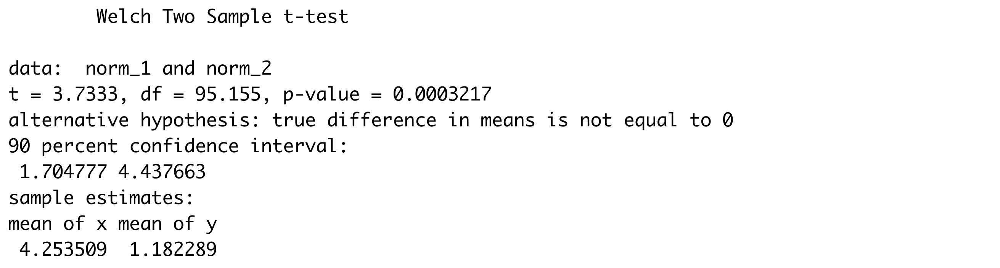 Welch Two Sample t-test
data:  norm_1 and norm_2
t = 3.7333, df = 95.155, p-value = 0.0003217
alternative hypothesis: true difference in means is not equal to 0
90 percent confidence interval:
 1.704777 4.437663
sample estimates:
mean of x mean of y
 4.253509  1.182289